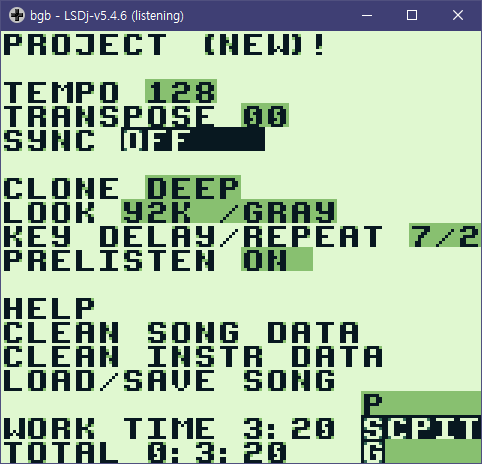 bgb - LSDj-v5.4.6 (listening)
PROJECT (NEW)!
TEMPO 128
TRANSPOSE 00
SYNC OFF
CLONE DEEP
LOOK Y2K /GRAY
KEY DELAY/REPEAT 7/2
PRELISTEN ON
HELP
CLEAN SONG DATA
CLEAN INSTR DATA
LOAD/SAVE SONG
P
WORK TIME 3:20 SCPIT
TOTAL 0:3:20 G